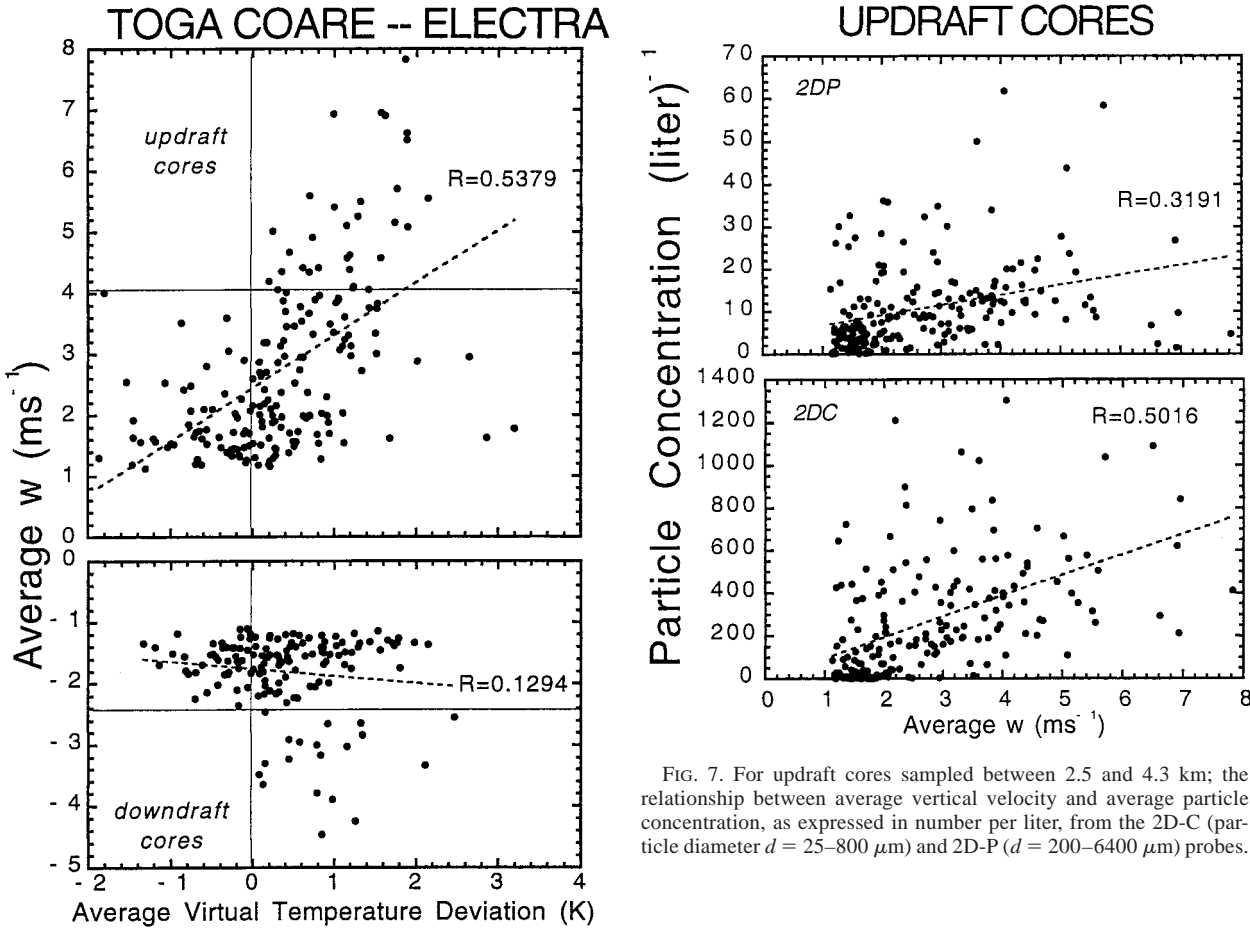 TOGA COARE -- ELECTRA
8
7
6
5
4
3
2
1
0
updraft
cores
R=0.5379
Average w (ms-1)
0
- 1
- 2
- 3
- 4
- 5
R=0.1294
downdraft
cores
- 2
- 1
0
1
2
3
4
Average Virtual Temperature Deviation (K)
UPDRAFT CORES
Particle Concentration (liter)-1
70
60
50
40
30
20
10
0
2DP
R=0.3191
1400
1200
1000
800
600
400
200
0
2DC
R=0.5016
0
1
2
3
4
5
6
7
8
Average w (ms-1)
FIG. 7. For updraft cores sampled between 2.5 and 4.3 km; the
relationship between average vertical velocity and average particle
concentration, as expressed in number per liter, from the 2D-C (par-
ticle diameter d = 25–800 μm) and 2D-P (d = 200–6400 μm) probes.